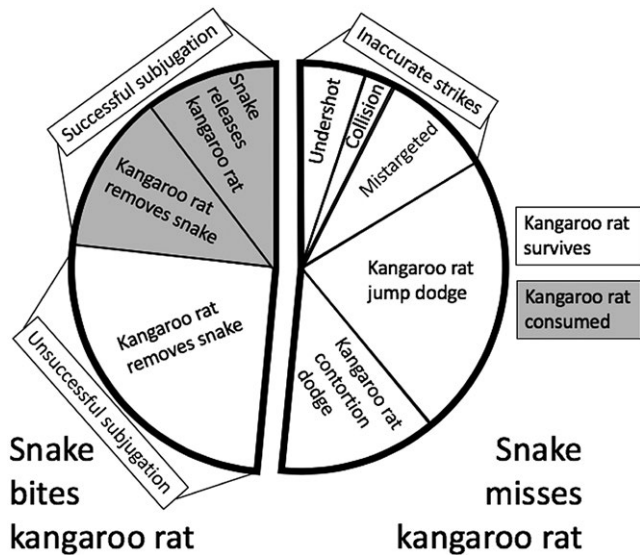 Successful subjugation
Snake
releases
kangaroo rat
Kangaroo rat
removes snake
Kangaroo rat
removes snake
Unsuccessful subjugation
Snake
bites
kangaroo rat
Inaccurate strikes
Undershot
Collision
Mistargeted
Kangaroo rat
jump dodge
Kangaroo rat
contortion
dodge
Snake
misses
kangaroo rat
Kangaroo rat
survives
Kangaroo rat
consumed